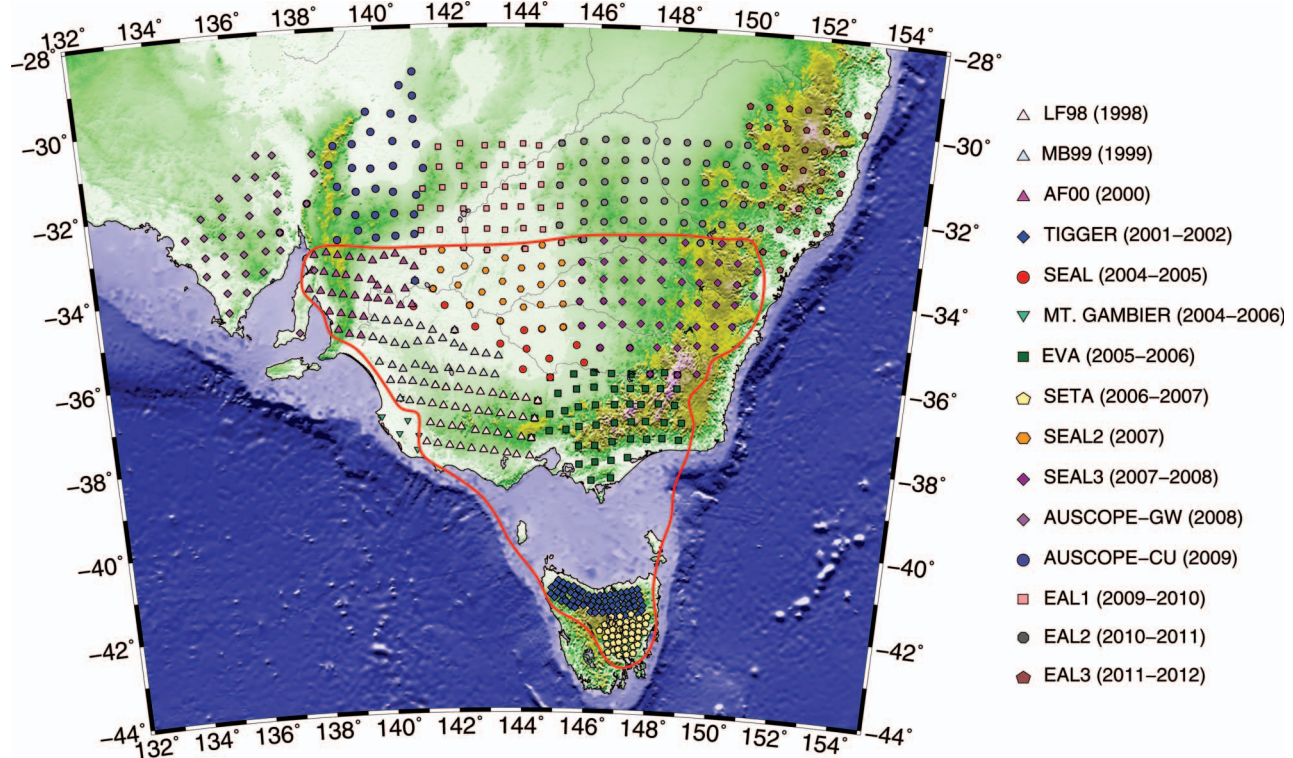 132° 134° 136° 138° 140° 142° 144° 146° 148° 150° 152° 154°
−28° −28°
−30° −30°
−32° −32°
−34° −34°
−36° −36°
−38° −38°
−40° −40°
−42° −42°
−44° −44°
132° 134° 136° 138° 140° 142° 144° 146° 148° 150° 152° 154°
LF98 (1998)
MB99 (1999)
AF00 (2000)
TIGGER (2001−2002)
SEAL (2004−2005)
MT. GAMBIER (2004−2006)
EVA (2005−2006)
SETA (2006−2007)
SEAL2 (2007)
SEAL3 (2007−2008)
AUSCOPE−GW (2008)
AUSCOPE−CU (2009)
EAL1 (2009−2010)
EAL2 (2010−2011)
EAL3 (2011−2012)